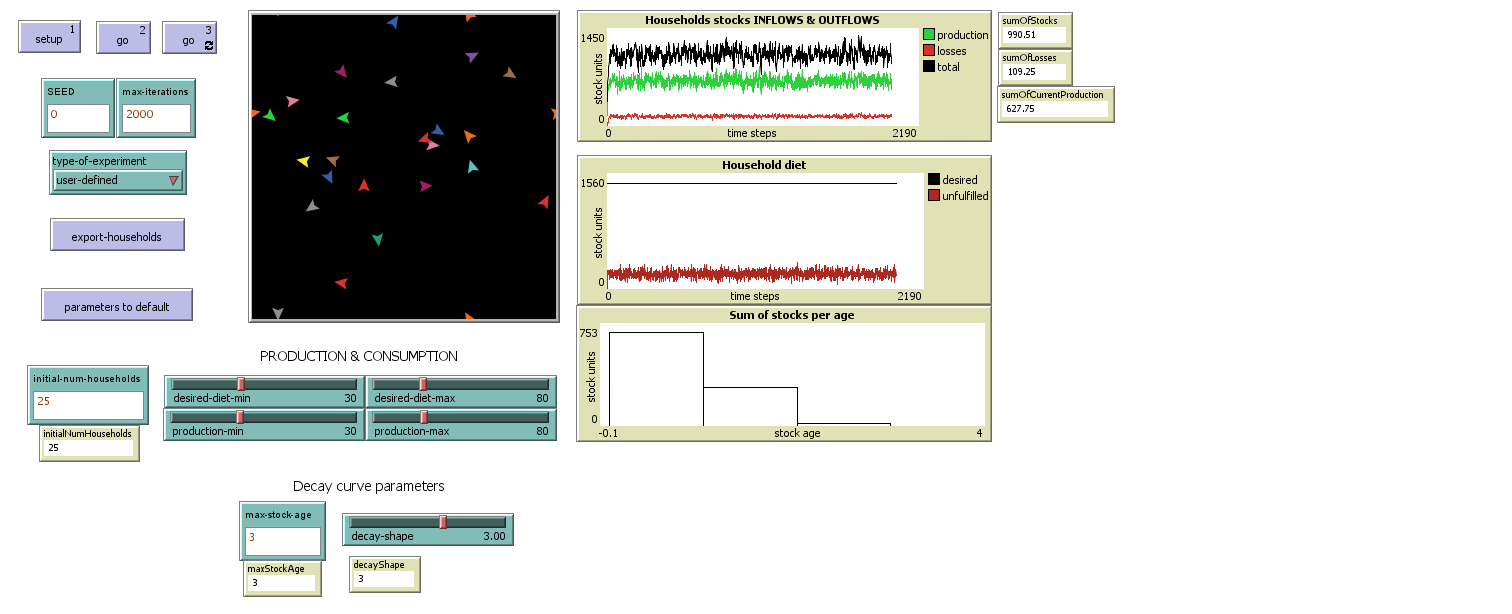 setup
1
go
2
go
3
SEED
0
max-iterations
2000
type-of-experiment
user-defined
export-households
parameters to default
initial-num-households
25
initialNumHouseholds
25
PRODUCTION & CONSUMPTION
desired-diet-min 30
desired-diet-max 80
production-min 30
production-max 80
Decay curve parameters
max-stock-age
3
maxStockAge
3
decay-shape 3.00
decayShape
3
Households stocks INFLOWS & OUTFLOWS
1450
stock units
0
0
time steps
2190
production
losses
total
Household diet
1560
stock units
0
0
time steps
2190
desired
unfulfilled
Sum of stocks per age
753
stock units
0
-0.1
stock age
4
sumOfStocks
990.51
sumOfLosses
109.25
sumOfCurrentProduction
627.75